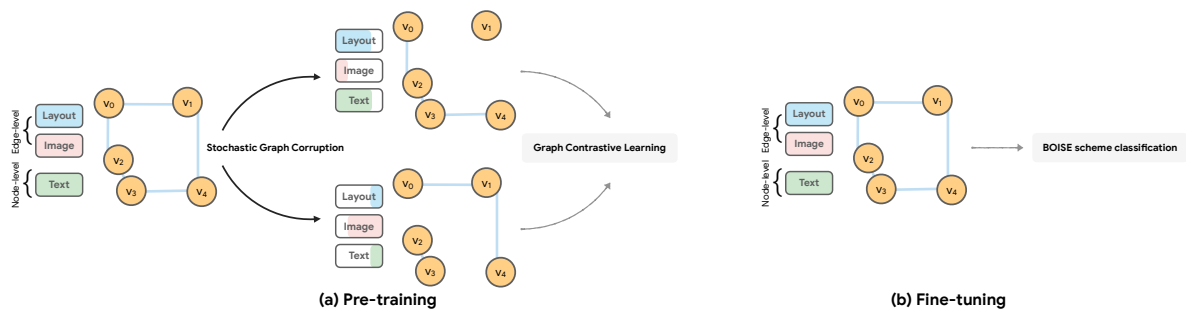 Edge-level
Node-level
Layout
Image
Text
v0
v1
v2
v3
v4
Stochastic Graph Corruption
Layout
Image
Text
v0
v1
v2
v3
v4
Layout
Image
Text
v0
v1
v2
v3
v4
Graph Contrastive Learning
(a) Pre-training
Edge-level
Node-level
Layout
Image
Text
v0
v1
v2
v3
v4
BOISE scheme classification
(b) Fine-tuning